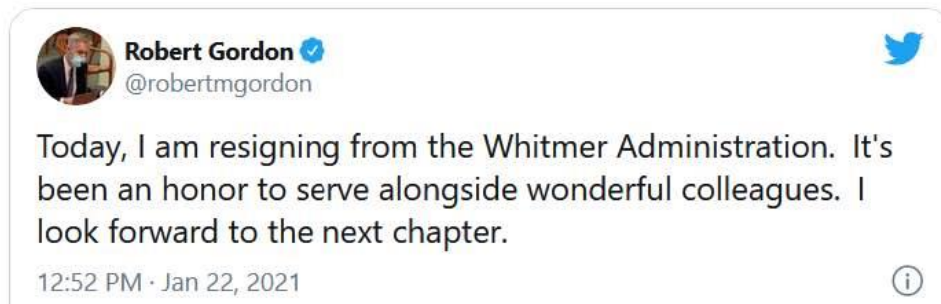 Robert Gordon
@robertmgordon
Today, I am resigning from the Whitmer Administration.  It's
been an honor to serve alongside wonderful colleagues.  I
look forward to the next chapter.
12:52 PM · Jan 22, 2021